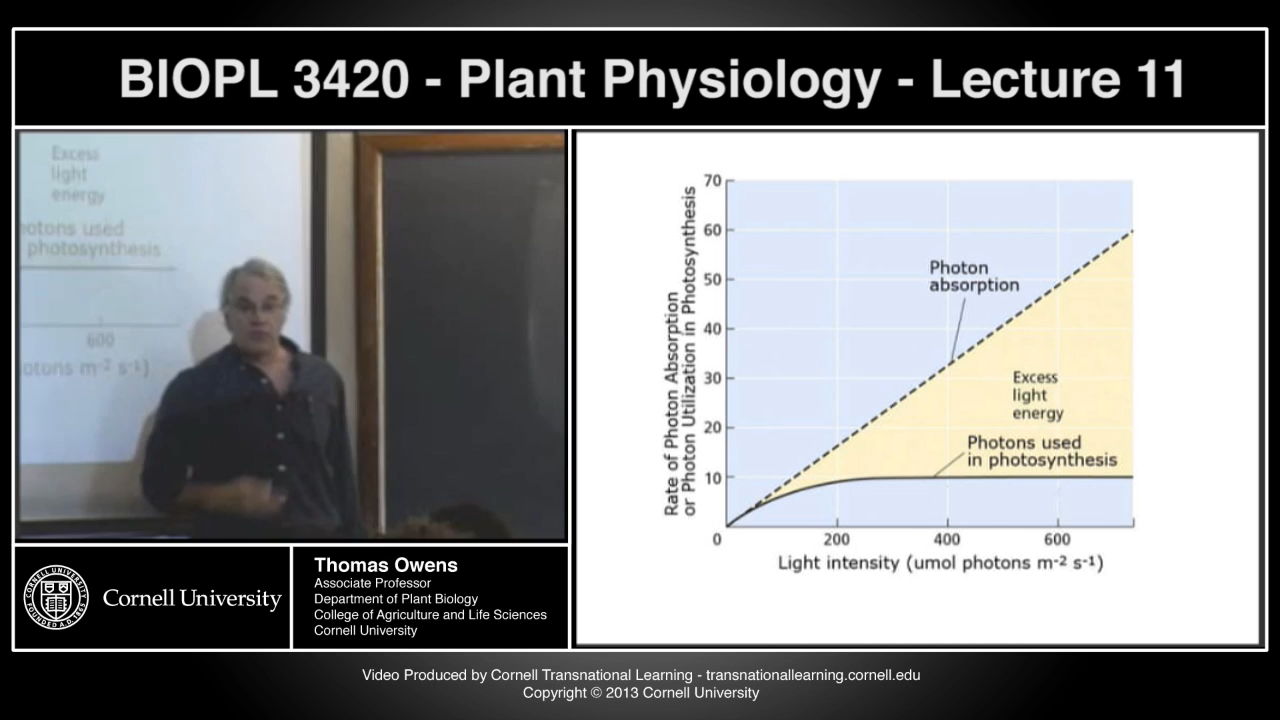 BIOPL 3420 - Plant Physiology - Lecture 11
Excess
light
energy
otons used
photosynthesis
600
otons m-2 s-1)
70
60
50
40
30
20
10
0
200
400
600
Rate of Photon Absorption
or Photon Utilization in Photosynthesis
Photon
absorption
Excess
light
energy
Photons used
in photosynthesis
Light intensity (umol photons m-2 s-1)
CORNELL UNIVERSITY
FOUNDED A.D. 1865
Cornell University
Thomas Owens
Associate Professor
Department of Plant Biology
College of Agriculture and Life Sciences
Cornell University
Video Produced by Cornell Transnational Learning - transnationallearning.cornell.edu
Copyright © 2013 Cornell University